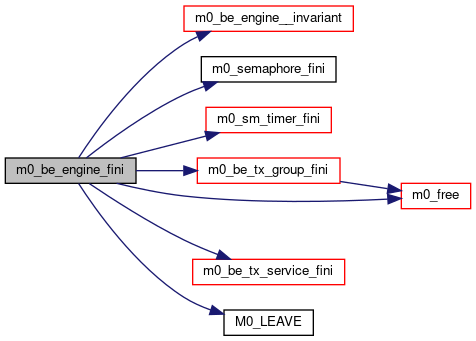 m0_be_engine__invariant
m0_semaphore_fini
m0_sm_timer_fini
m0_be_engine_fini
m0_be_tx_group_fini
m0_free
m0_be_tx_service_fini
M0_LEAVE